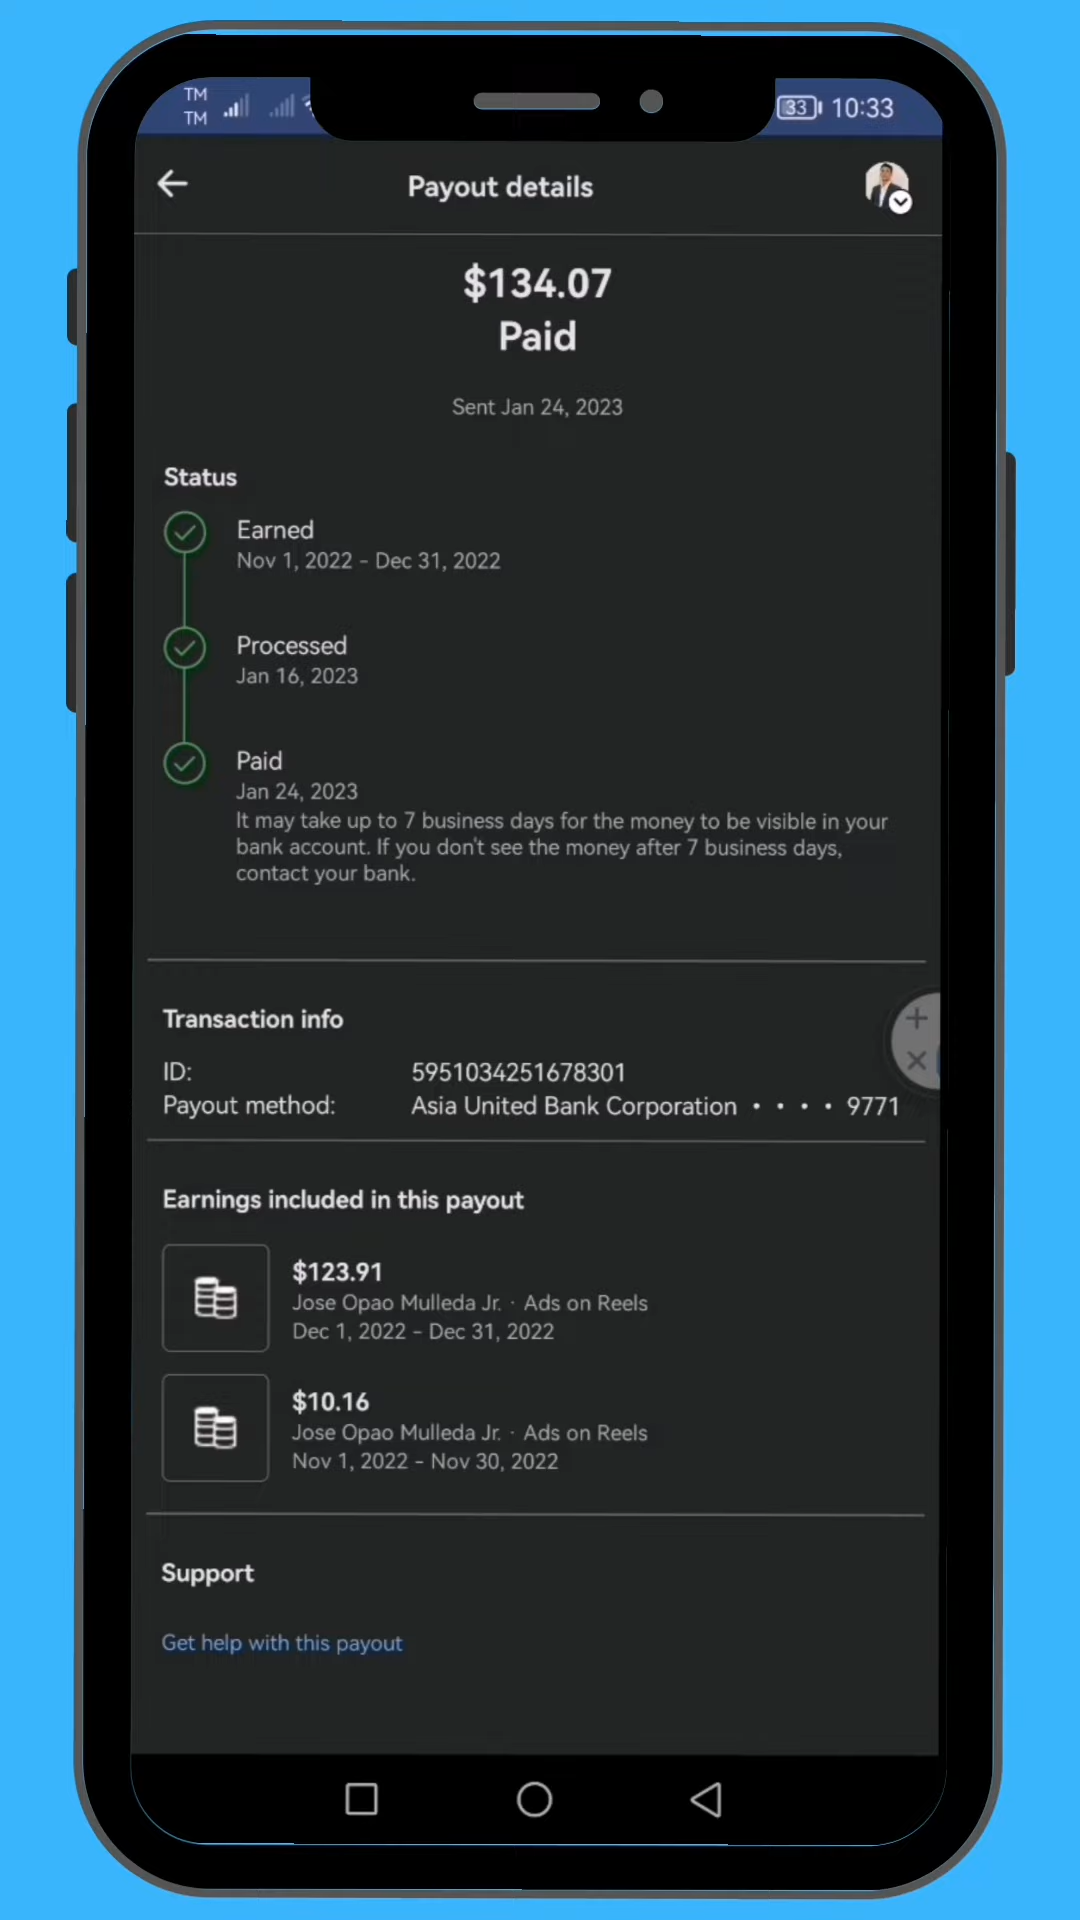 TM
TM
33 10:33
Payout details
$134.07
Paid
Sent Jan 24, 2023
Status
Earned
Nov 1, 2022 - Dec 31, 2022
Processed
Jan 16, 2023
Paid
Jan 24, 2023
It may take up to 7 business days for the money to be visible in your
bank account. If you don't see the money after 7 business days,
contact your bank.
Transaction info
ID: 5951034251678301
Payout method: Asia United Bank Corporation • • • • 9771
Earnings included in this payout
$123.91
Jose Opao Mulleda Jr. · Ads on Reels
Dec 1, 2022 - Dec 31, 2022
$10.16
Jose Opao Mulleda Jr. · Ads on Reels
Nov 1, 2022 - Nov 30, 2022
Support
Get help with this payout